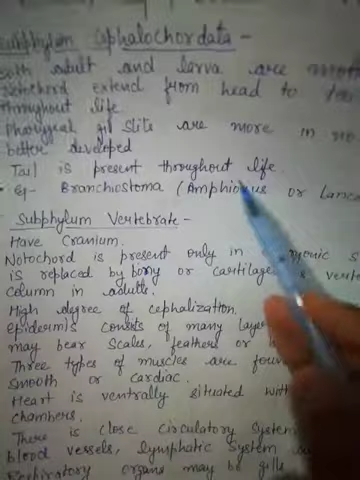 Subphylum Cephalochordata -
Both adult and larva are
Notochord extend from head to
throughout life.
Pharyngeal gill slits are more in no
better developed
Tail is present throughout life.
eg- Branchiostoma (Amphioxus or
Subphylum Vertebrate -
Have Cranium.
Notochord is present only in
is replaced by bony or cartilage
column in adults.
High degree of cephalization.
Epidermis consists of many
may bear scales, feathers or
Three types of muscles are
smooth or cardiac.
Heart is ventrally situated
chambers.
There is close circulatory system
blood vessels, lymphatic system
Respiratory organs may be gills